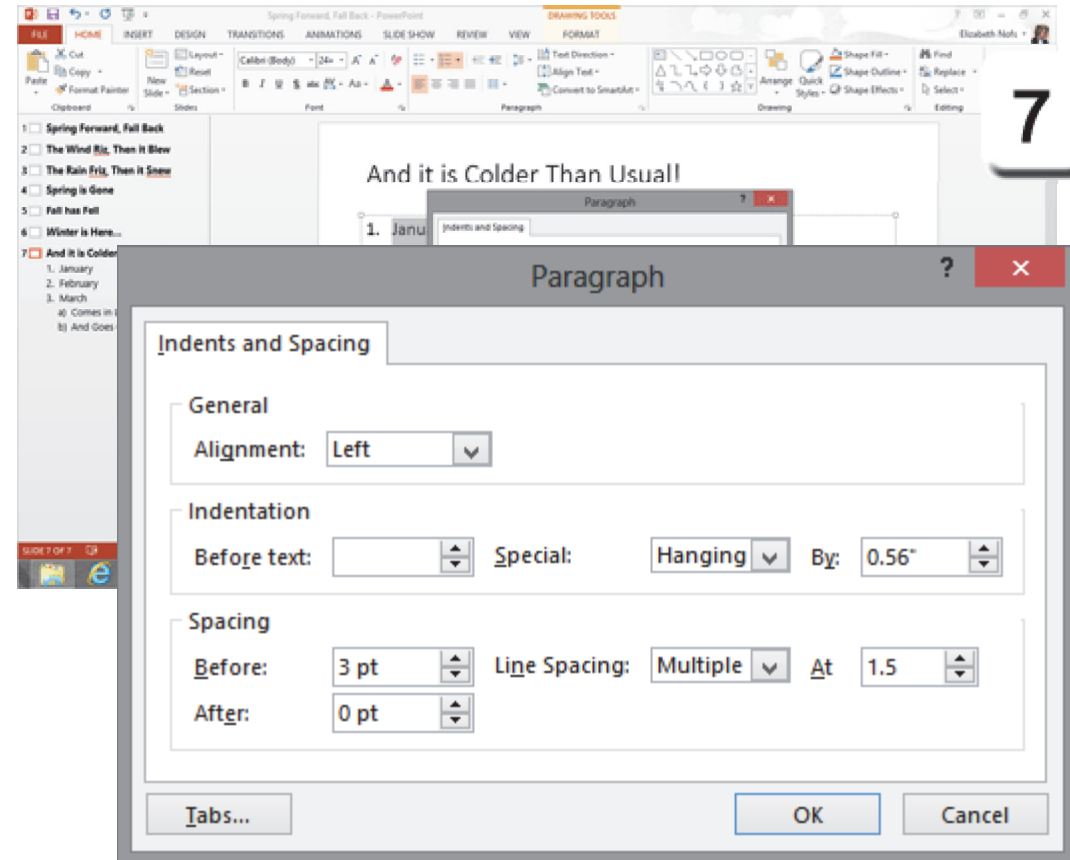 Spring Forward, Fall Back - PowerPoint DRAWING TOOLS
FILE HOME INSERT DESIGN TRANSITIONS ANIMATIONS SLIDE SHOW REVIEW VIEW FORMAT Elizabeth
Cut Layout Calibri (Body) 24 Text Direction Shape Fill Find
Copy Reset Align Text Shape Outline Replace
Paste Format Painter New Slide Section Convert to SmartArt Arrange Quick Styles Shape Effects Select
Clipboard Slides Font Paragraph Drawing Editing
7
1 Spring Forward, Fall Back
2 The Wind Riz, Then it Blew
3 The Rain Friz, Then it Snew
4 Spring is Gone
5 Fall has Fell
6 Winter is Here...
7 And it is Colder
1. January
2. February
3. March
a) Comes in
b) And Goes
SLIDE 7 OF 7
And it is Colder Than Usual!
1. Janu
Paragraph ?
Indents and Spacing
Paragraph ?
Indents and Spacing
General
Alignment: Left
Indentation
Before text: Special: Hanging By: 0.56"
Spacing
Before: 3 pt Line Spacing: Multiple At 1.5
After: 0 pt
Tabs... OK Cancel